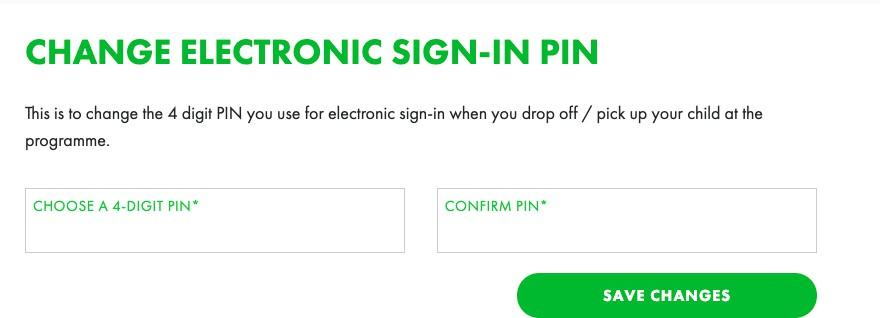 CHANGE ELECTRONIC SIGN-IN PIN
This is to change the 4 digit PIN you use for electronic sign-in when you drop off / pick up your child at the
programme.
CHOOSE A 4-DIGIT PIN*
CONFIRM PIN*
SAVE CHANGES